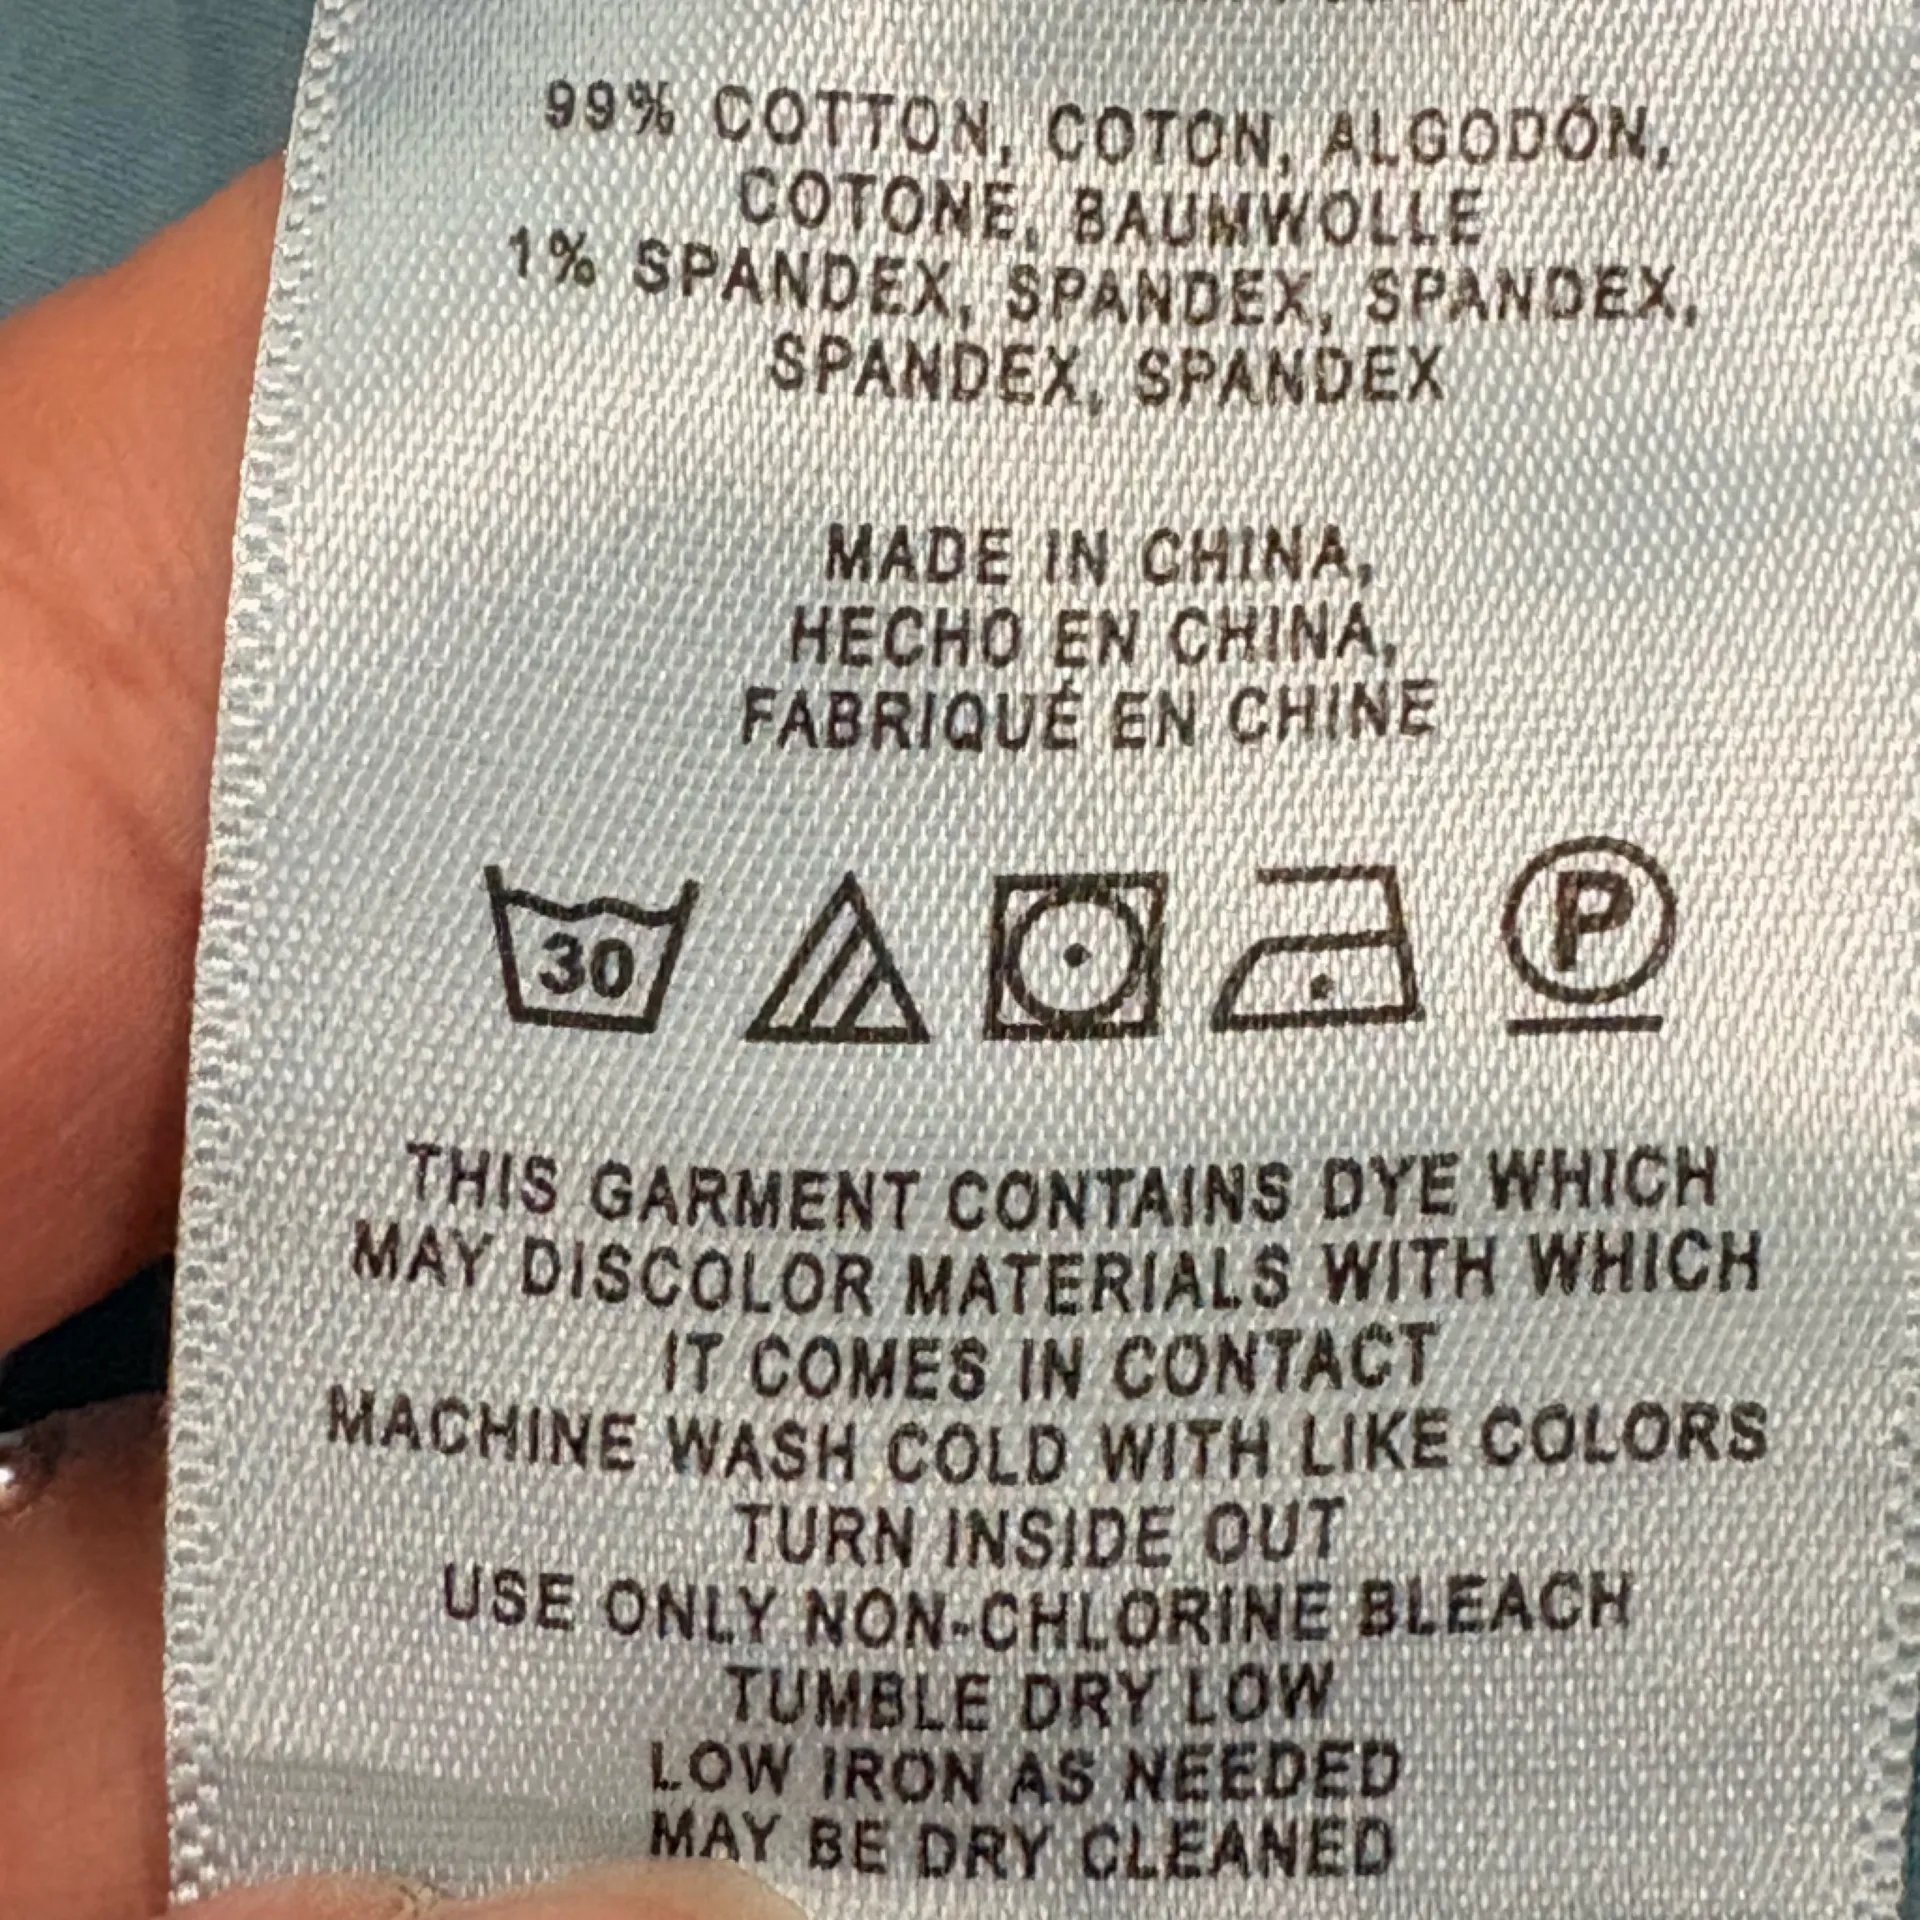 99% COTTON, COTON, ALGODÓN,
COTONE, BAUMWOLLE
1% SPANDEX, SPANDEX, SPANDEX,
SPANDEX, SPANDEX
MADE IN CHINA,
HECHO EN CHINA,
FABRIQUÉ EN CHINE
30 P
THIS GARMENT CONTAINS DYE WHICH
MAY DISCOLOR MATERIALS WITH WHICH
IT COMES IN CONTACT
MACHINE WASH COLD WITH LIKE COLORS
TURN INSIDE OUT
USE ONLY NON-CHLORINE BLEACH
TUMBLE DRY LOW
LOW IRON AS NEEDED
MAY BE DRY CLEANED